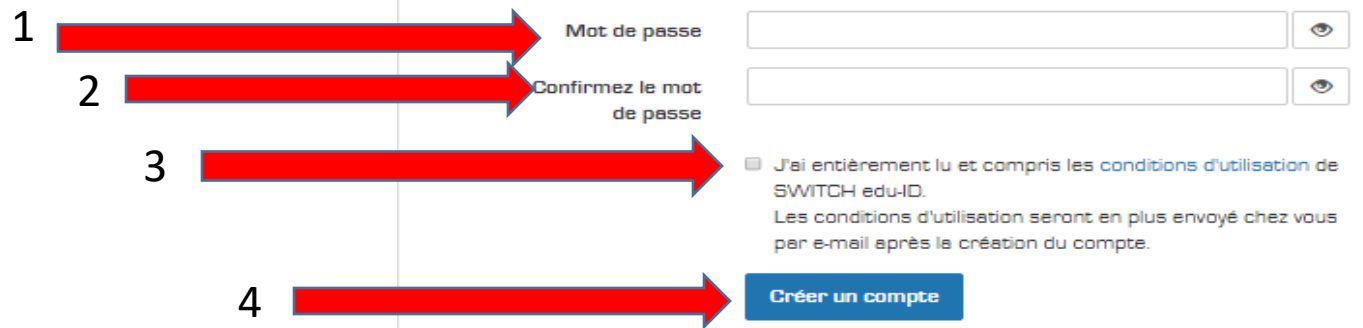 1 Mot de passe
2 Confirmez le mot
de passe
3 J'ai entièrement lu et compris les conditions d'utilisation de
SWITCH edu-ID.
Les conditions d'utilisation seront en plus envoyé chez vous
par e-mail après la création du compte.
4 Créer un compte